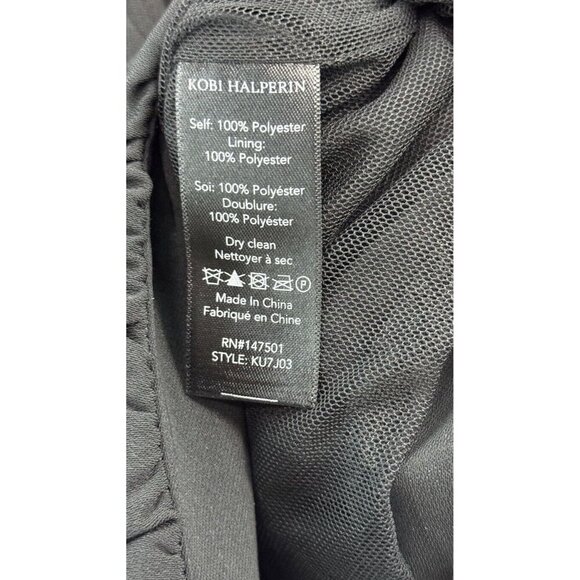 KOBI HALPERIN
Self: 100% Polyester
Lining:
100% Polyester
Soi: 100% Polyéster
Doublure:
100% Polyéster
Dry clean
Nettoyer à sec
P
Made In China
Fabriqué en Chine
RN#147501
STYLE: KU7J03